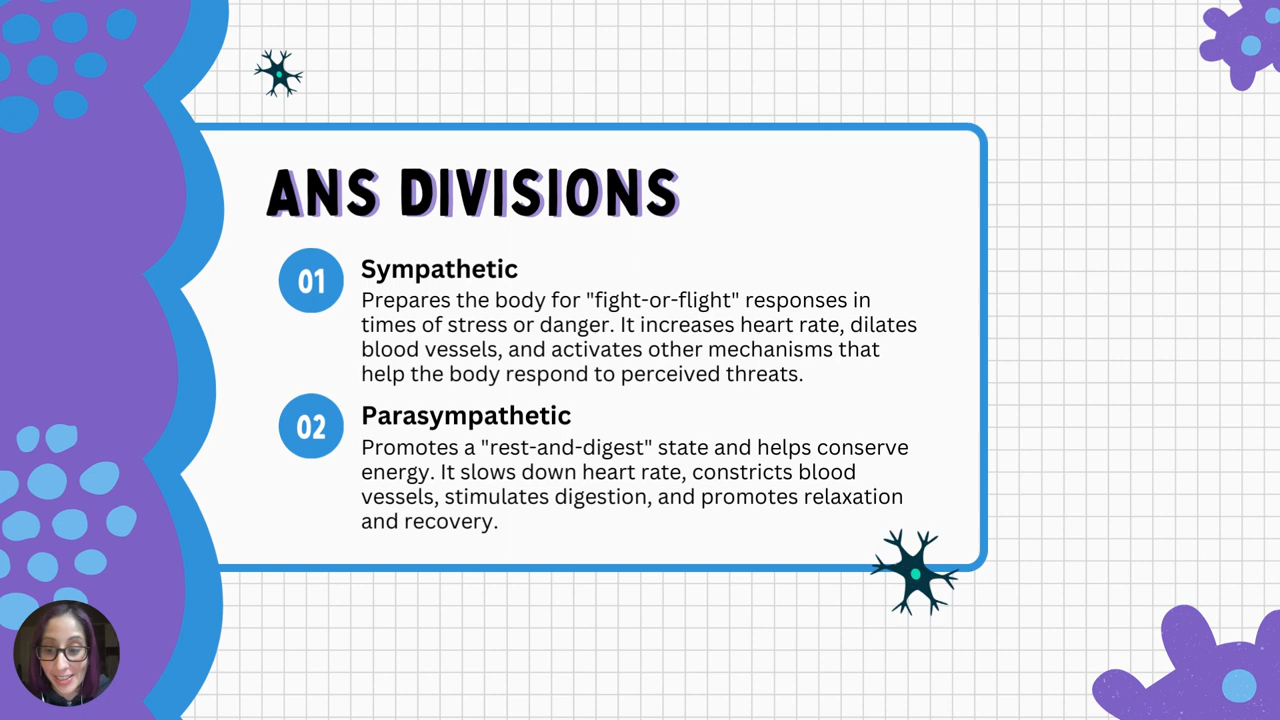 ANS DIVISIONS
01
Sympathetic
Prepares the body for "fight-or-flight" responses in
times of stress or danger. It increases heart rate, dilates
blood vessels, and activates other mechanisms that
help the body respond to perceived threats.
02
Parasympathetic
Promotes a "rest-and-digest" state and helps conserve
energy. It slows down heart rate, constricts blood
vessels, stimulates digestion, and promotes relaxation
and recovery.